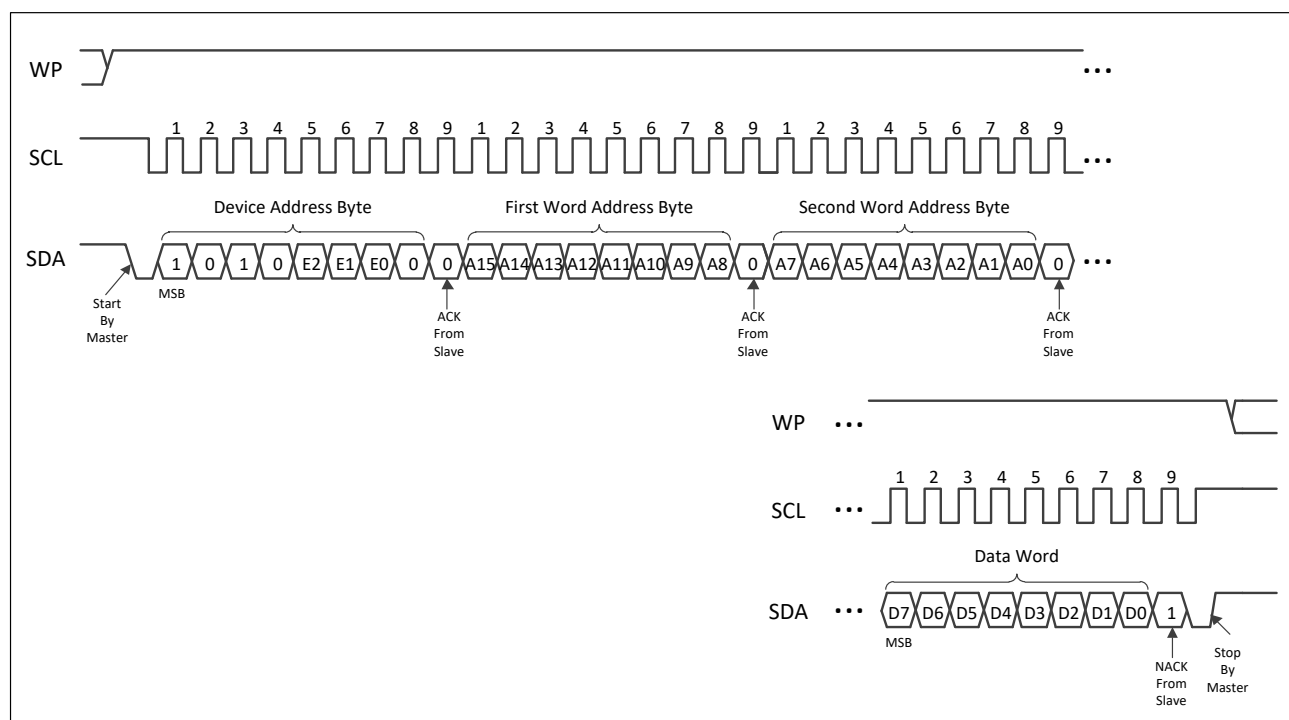 WP ...
1 2 3 4 5 6 7 8 9 1 2 3 4 5 6 7 8 9 1 2 3 4 5 6 7 8 9
SCL ...
Device Address Byte First Word Address Byte Second Word Address Byte
SDA 1 0 1 0 E2 E1 E0 0 0 A15 A14 A13 A12 A11 A10 A9 A8 0 A7 A6 A5 A4 A3 A2 A1 A0 0 ...
MSB
Start
By
Master
ACK
From
Slave
ACK
From
Slave
ACK
From
Slave
WP ...
1 2 3 4 5 6 7 8 9
SCL ...
Data Word
SDA ... D7 D6 D5 D4 D3 D2 D1 D0 1
MSB
NACK
From
Slave
Stop
By
Master